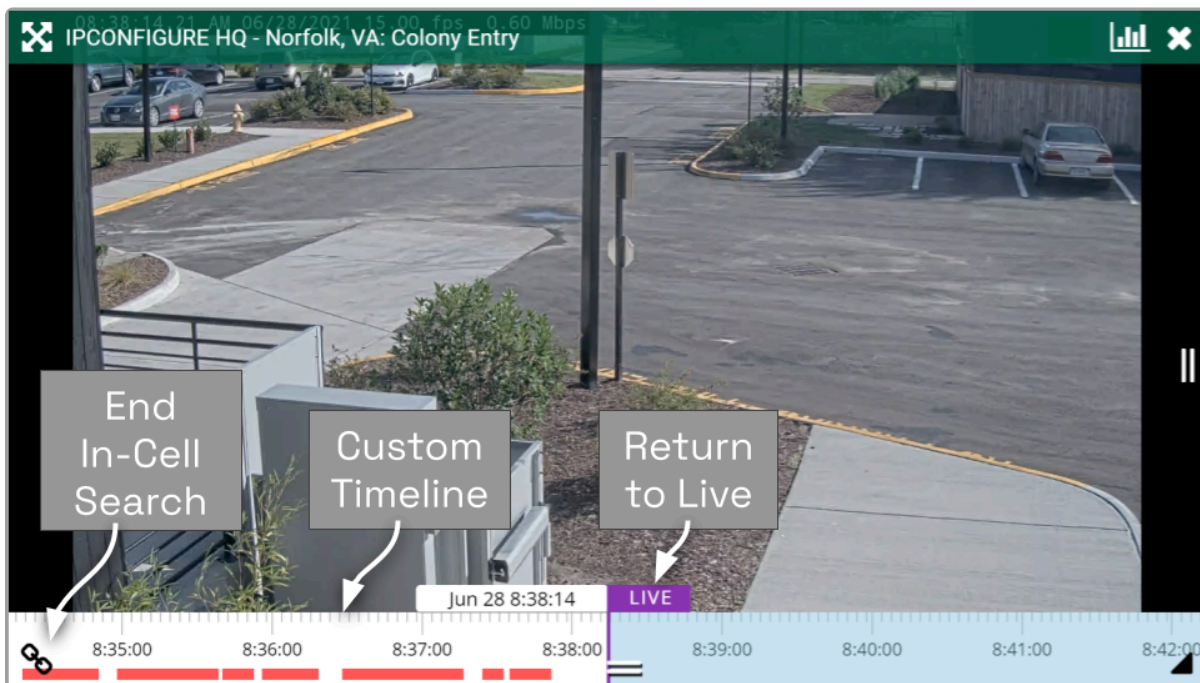 08:38:14.21 AM 06/28/2021 15.00 fps 0.60 Mbps
IPCONFIGURE HQ - Norfolk, VA: Colony Entry
End
In-Cell
Search
Custom
Timeline
Return
to Live
Jun 28 8:38:14
LIVE
8:35:00
8:36:00
8:37:00
8:38:00
8:39:00
8:40:00
8:41:00
8:42:00